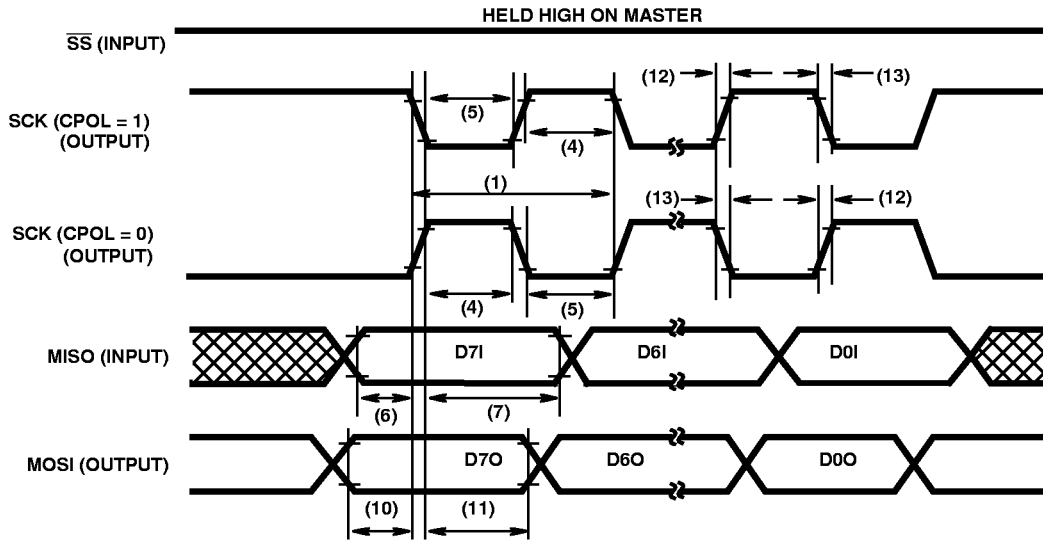 HELD HIGH ON MASTER
SS (INPUT)
(12)
(13)
(5)
SCK (CPOL = 1)
(OUTPUT)
(4)
(1)
(13)
(12)
SCK (CPOL = 0)
(OUTPUT)
(4)
(5)
MISO (INPUT)
D7I
D6I
D0I
(6)
(7)
MOSI (OUTPUT)
D7O
D6O
D0O
(10)
(11)